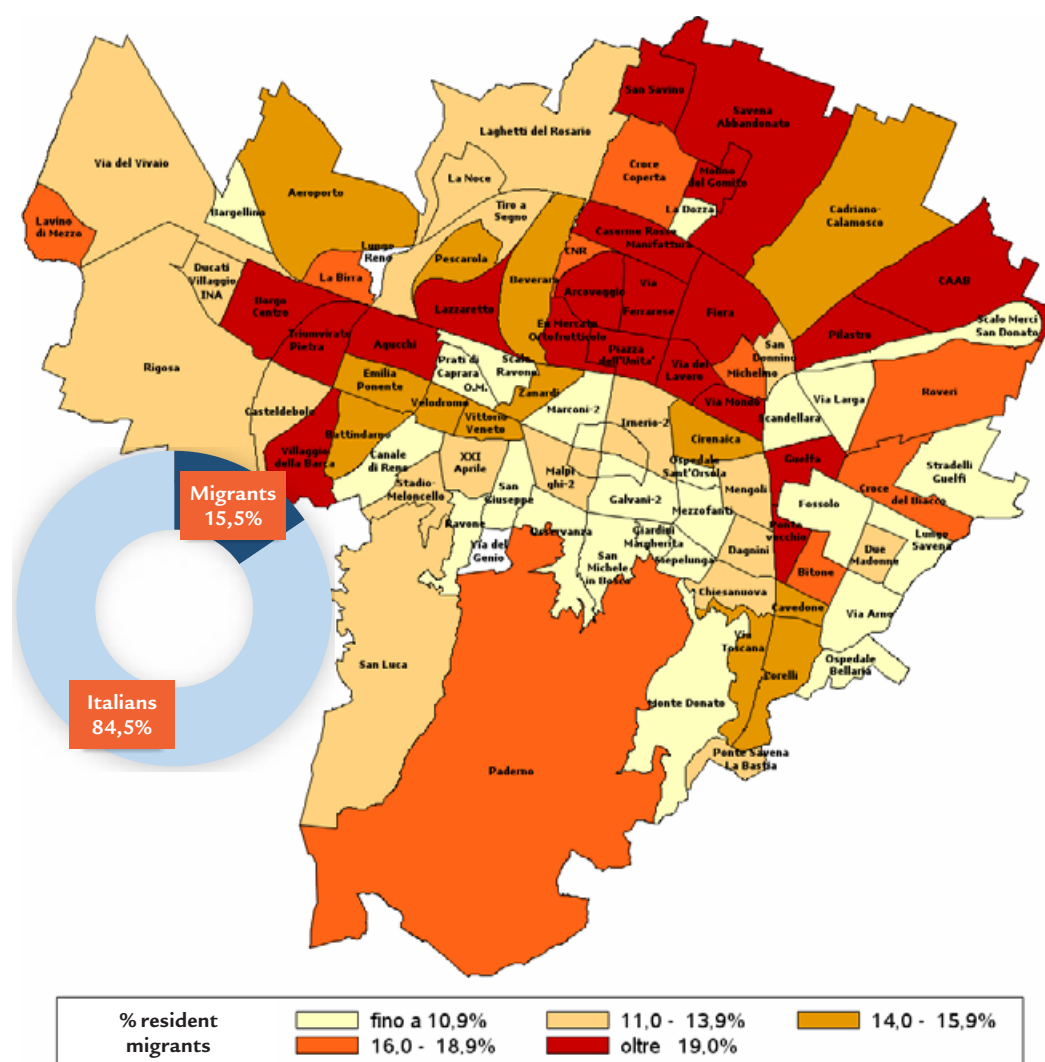 San Savino
Savena
Abbandonato
Laghetti del Rosario
Via del Vivaio
Croce
Coperta
La Noce
Molino
del Gomito
Aeroporto
Tiro a
Segno
Bargellino
La Dozza
Cadriano-
Calamosco
Lavino
di Mezzo
Caserme Rosse
Manifattura
Lungo
Reno
CNR
Pescarola
Ducati
Villaggio
INA
La Birra
Beverara
CAAB
Arcoveggio
Via
Ferrarese
Borgo
Centro
Lazzaretto
Fiera
Scalo Merci
San Donato
Triumvirato
Pietra
Agucchi
Ex Mercato
Ortofrutticolo
Pilastro
San
Donnino
Prati di
Caprara
O.M.
Scalo
Ravone
Piazza
dell'Unita'
Via del
Lavoro
Michelino
Rigosa
Emilia
Ponente
Zanardi
Roveri
Via Larga
Casteldebole
Velodromo
Marconi-2
Via Mondo
Scandellara
Battindarno
Vittorio
Veneto
Irnerio-2
Cirenaica
Villaggio
della Barca
Canale
di Reno
XXI
Aprile
Malpi
ghi-2
Ospedale
Sant'Orsola
Guelfa
Stradelli
Guelfi
Stadio-
Meloncello
San
Giuseppe
Galvani-2
Mengoli
Croce
del Biacco
Mezzofanti
Fossolo
Ravone
Osservanza
Giardini
Margherita
Ponte
vecchio
Lungo
Savena
Via del
Genio
San
Michele
in Bosco
Siepelunga
Dagnini
Due
Madonne
Bitone
Chiesanuova
Cavedone
Via Arno
San Luca
Via
Toscana
Corelli
Ospedale
Bellaria
Monte Donato
Ponte Savena
La Bastia
Paderno
Migrants
15,5%
Italians
84,5%
% resident
migrants
fino a 10,9%
11,0 - 13,9%
14,0 - 15,9%
16,0 - 18,9%
oltre 19,0%